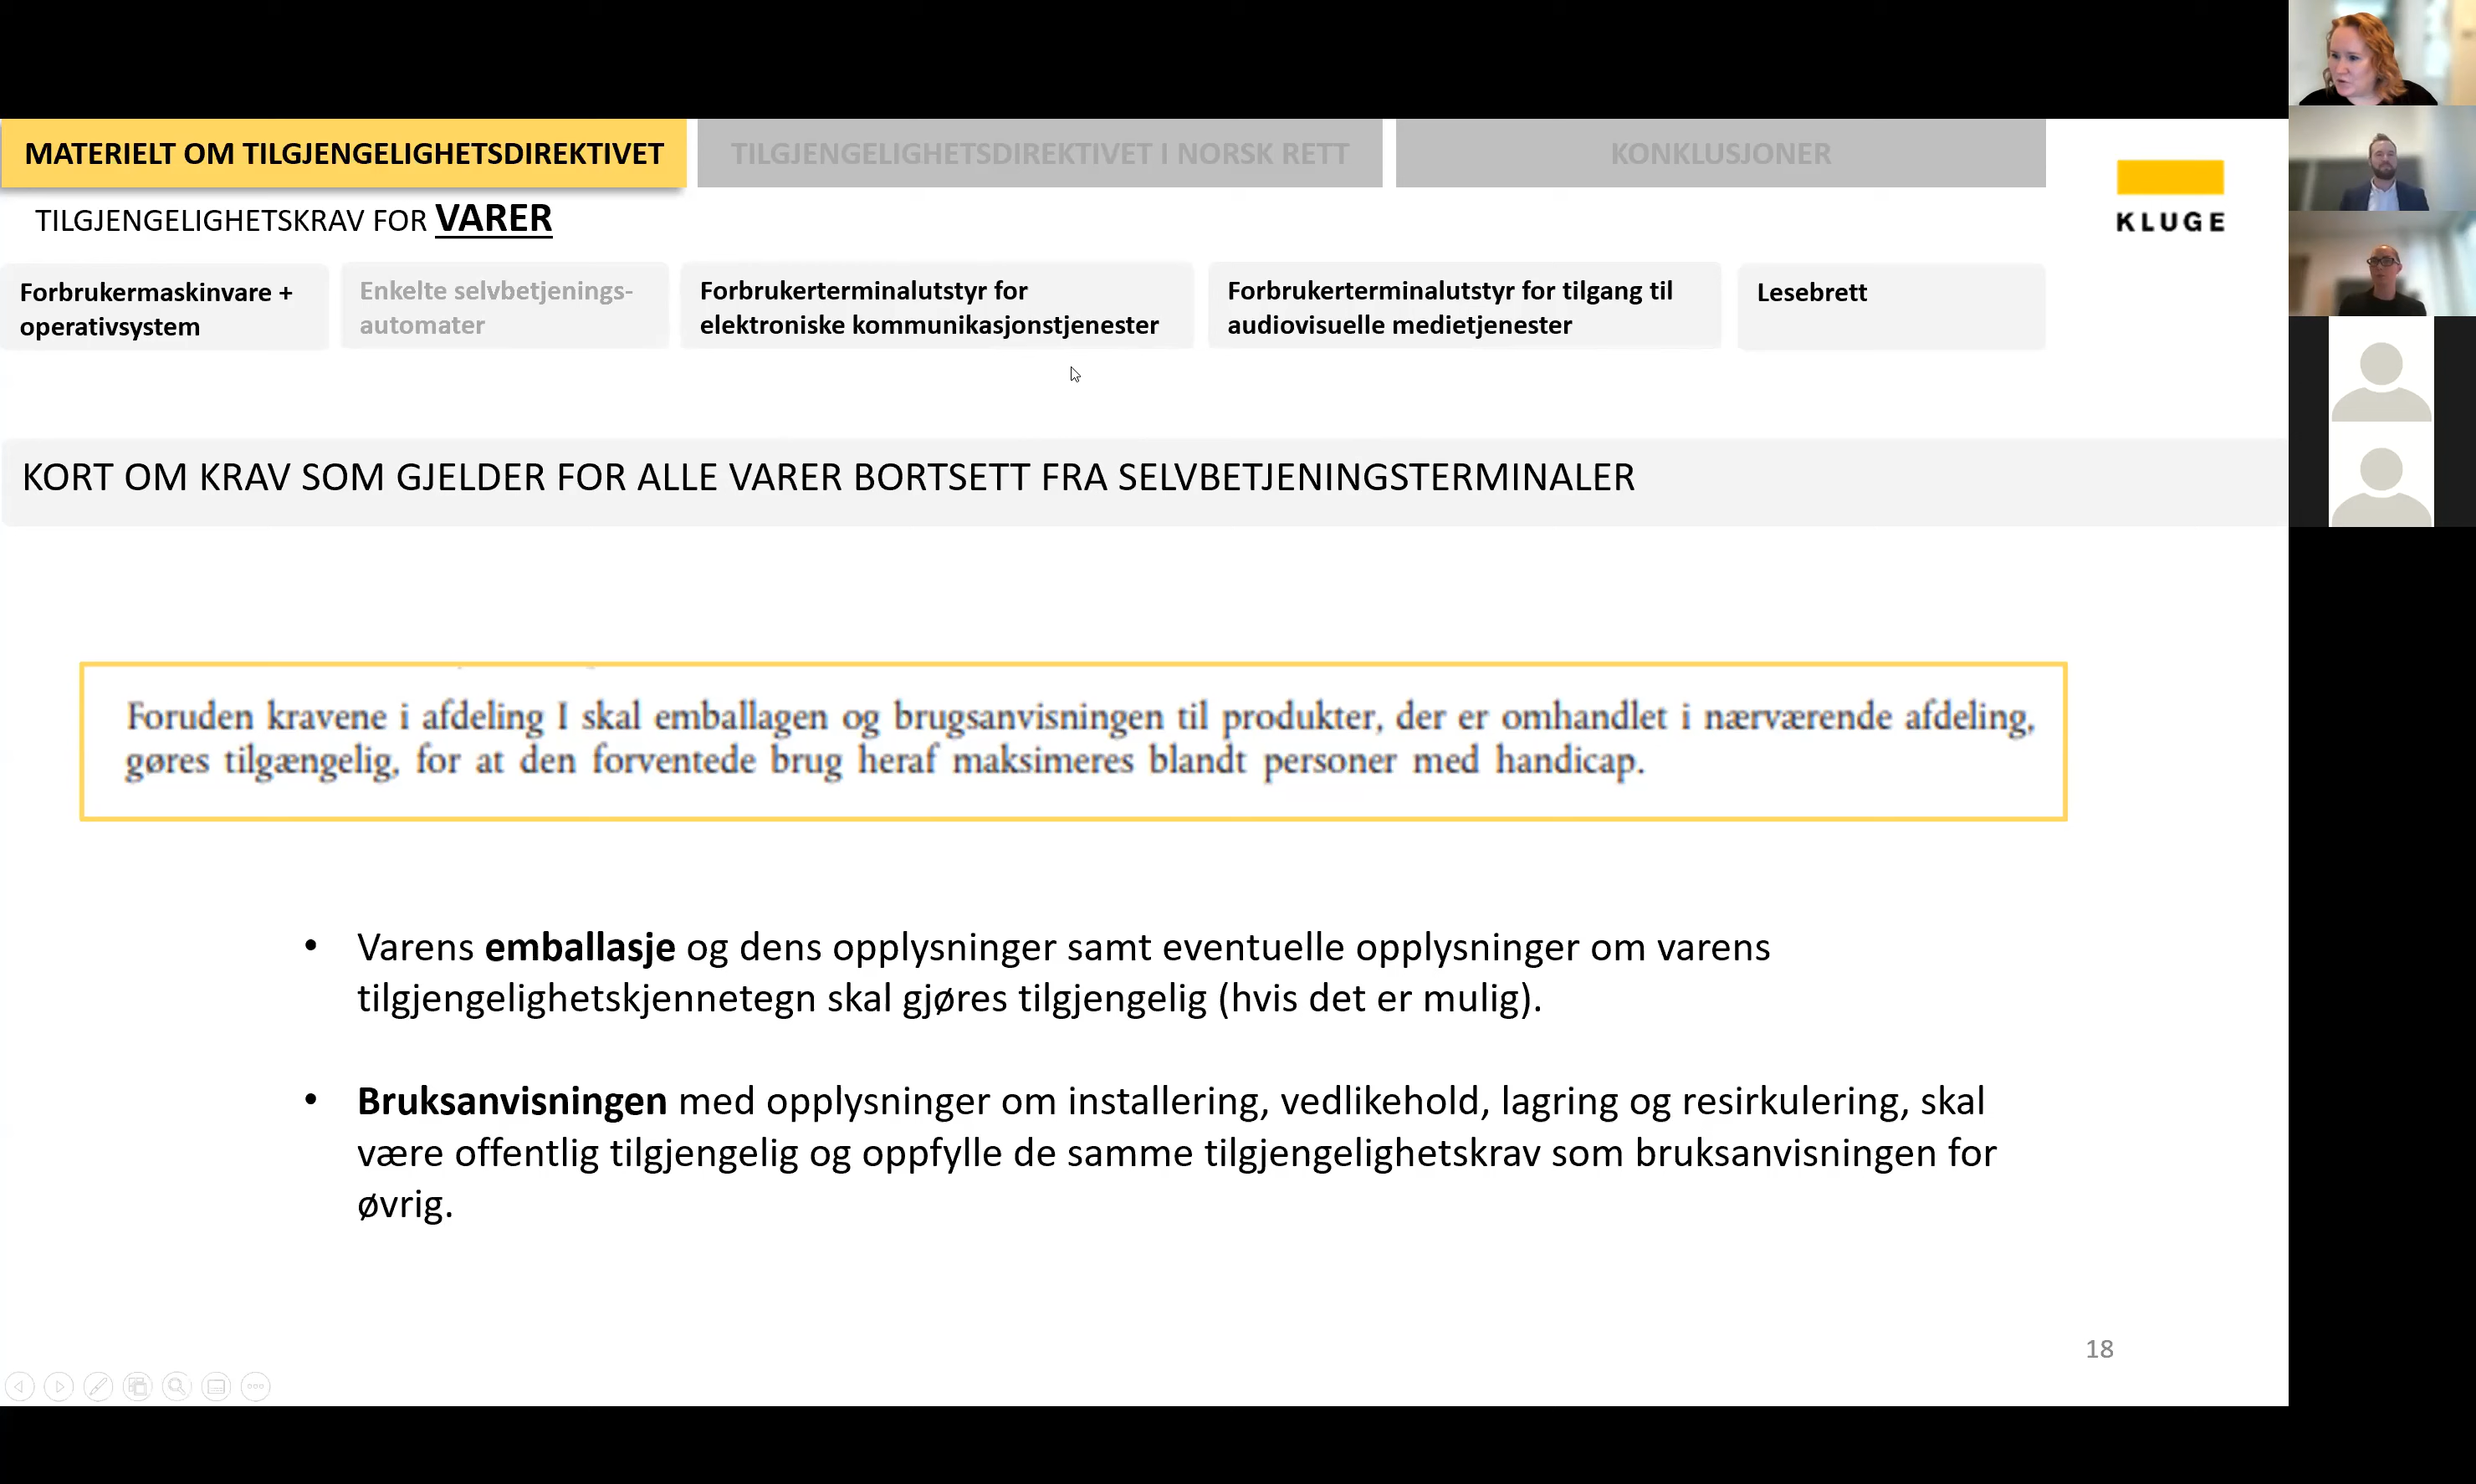 MATERIELT OM TILGJENGELIGHETSDIREKTIVET
TILGJENGELIGHETSDIREKTIVET I NORSK RETT
KONKLUSJONER
TILGJENGELIGHETSKRAV FOR VARER
KLUGE
Forbrukermaskinvare +
operativsystem
Enkelte selvbetjenings-
automater
Forbrukerterminalutstyr for
elektroniske kommunikasjonstjenester
Forbrukerterminalutstyr for tilgang til
audiovisuelle medietjenester
Lesebrett
KORT OM KRAV SOM GJELDER FOR ALLE VARER BORTSETT FRA SELVBETJENINGSTERMINALER
Foruden kravene i afdeling I skal emballagen og brugsanvisningen til produkter, der er omhandlet i nærværende afdeling,
gøres tilgængelig, for at den forventede brug heraf maksimeres blandt personer med handicap.
• Varens emballasje og dens opplysninger samt eventuelle opplysninger om varens
tilgjengelighetskjennetegn skal gjøres tilgjengelig (hvis det er mulig).
• Bruksanvisningen med opplysninger om installering, vedlikehold, lagring og resirkulering, skal
være offentlig tilgjengelig og oppfylle de samme tilgjengelighetskrav som bruksanvisningen for
øvrig.
18